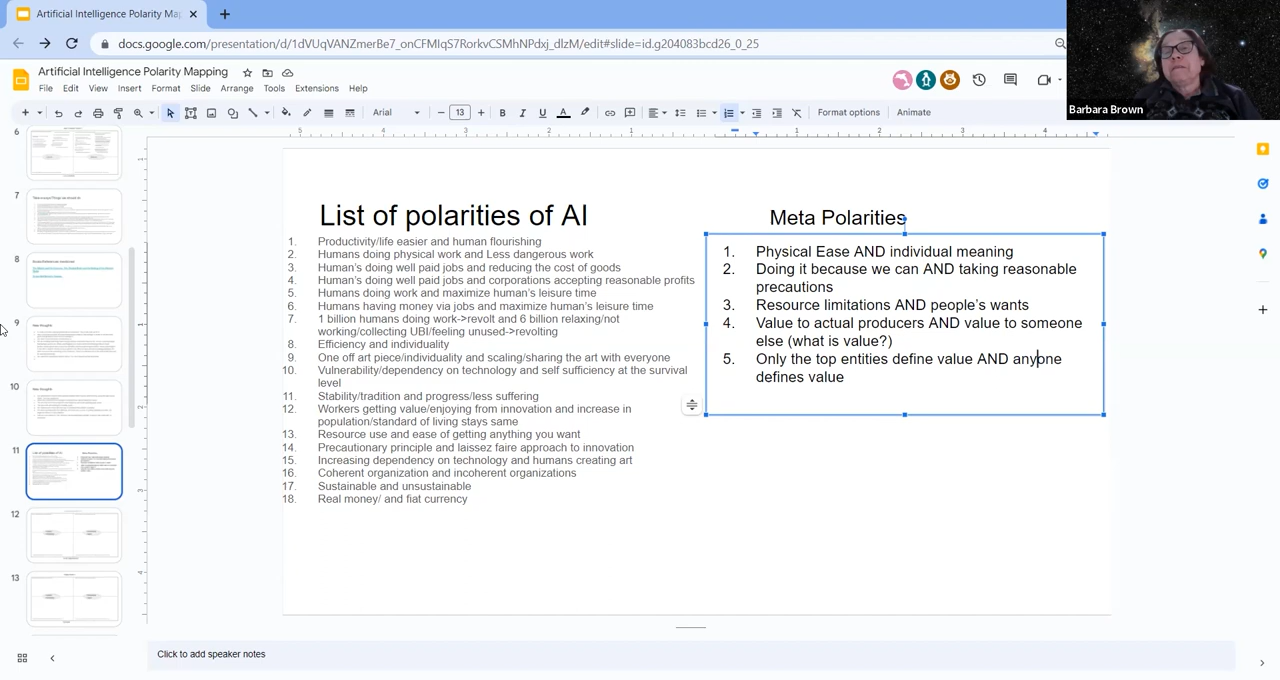 Artificial Intelligence Polarity Map
docs.google.com/presentation/d/1dVUqVANZmerBe7_onCFMIqS7RorkvCSMhNPdxj_dlzM/edit#slide=id.g204083bcd26_0_25
Barbara Brown
Artificial Intelligence Polarity Mapping
File Edit View Insert Format Slide Arrange Tools Extensions Help
Arial 13 Format options Animate
List of polarities of AI
1. Productivity/life easier and human flourishing
2. Humans doing physical work and reduce dangerous work
3. Human's doing well paid jobs and reducing the cost of goods
4. Human's doing well paid jobs and corporations accepting reasonable profits
5. Humans doing work and maximize human's leisure time
6. Humans having money via jobs and maximize human's leisure time
7. 1 billion humans doing work->revolt and 6 billion relaxing/not
working/collecting UBI/feeling unused->revolting
8. Efficiency and individuality
9. One off art piece/individuality and scaling/sharing the art with everyone
10. Vulnerability/dependency on technology and self sufficiency at the survival
level
11. Historic tradition and progress not catering
12. Workers getting value/enjoying from innovation and increase in
population/standard of living stays same
13. Resource use and ease of getting anything you want
14. Precautionary principle and laissez faire approach to innovation
15. Increasing dependency on technology and humans creating art
16. Coherent organization and incoherent organizations
17. Sustainable and unsustainable
18. Real money/ and fiat currency
Meta Polarities
1. Physical Ease AND individual meaning
2. Doing it because we can AND taking reasonable
precautions
3. Resource limitations AND people's wants
4. Value to actual producers AND value to someone
else (what is value?)
5. Only the top entities define value AND anyone
defines value
6
7
8
9
10
11
12
13
Click to add speaker notes